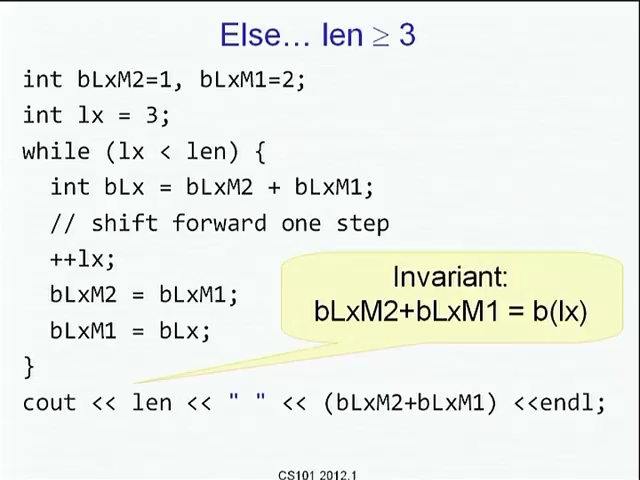 Else... len ≥ 3
int bLxM2=1, bLxM1=2;
int lx = 3;
while (lx < len) {
int bLx = bLxM2 + bLxM1;
// shift forward one step
++lx;
bLxM2 = bLxM1;
bLxM1 = bLx;
}
Invariant:
bLxM2+bLxM1 = b(lx)
cout << len << " " << (bLxM2+bLxM1) <<endl;
CS101 2012.1